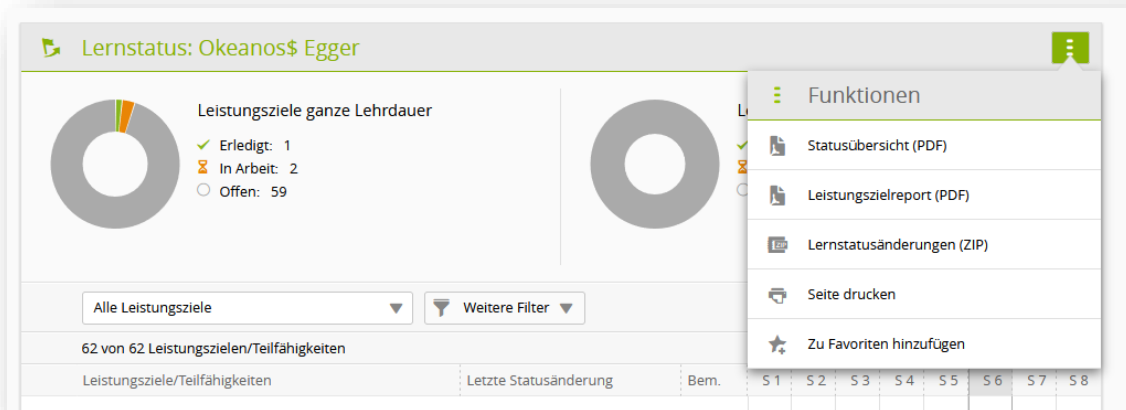 Lernstatus: Okeanos$ Egger
Leistungsziele ganze Lehrdauer
Erledigt: 1
In Arbeit: 2
Offen: 59
Funktionen
Statusübersicht (PDF)
Leistungszielreport (PDF)
Lernstatusänderungen (ZIP)
Seite drucken
Zu Favoriten hinzufügen
Alle Leistungsziele
Weitere Filter
62 von 62 Leistungszielen/Teilfähigkeiten
Leistungsziele/Teilfähigkeiten Letzte Statusänderung Bem. S 1 S 2 S 3 S 4 S 5 S 6 S 7 S 8